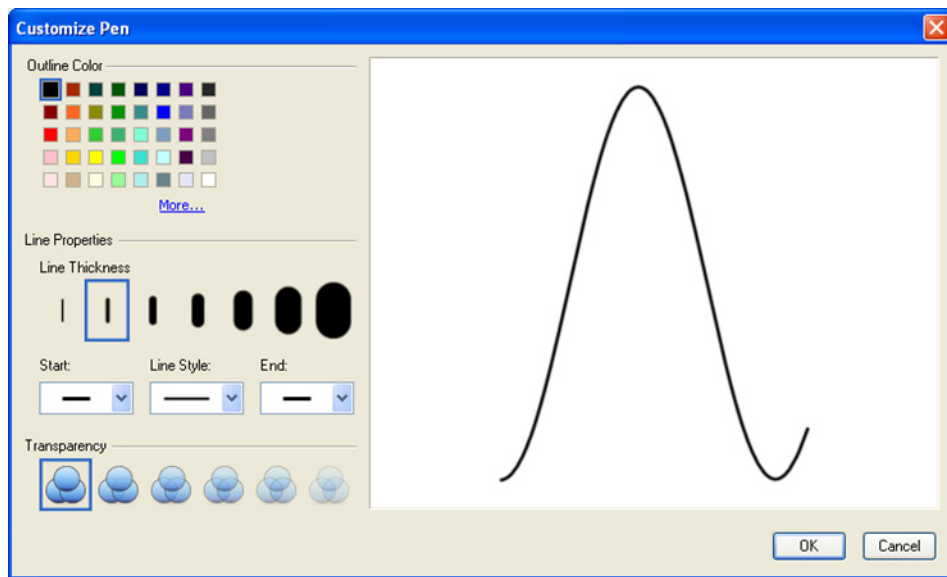 Customize Pen
Outline Color
More...
Line Properties
Line Thickness
Start: Line Style: End:
Transparency
OK Cancel